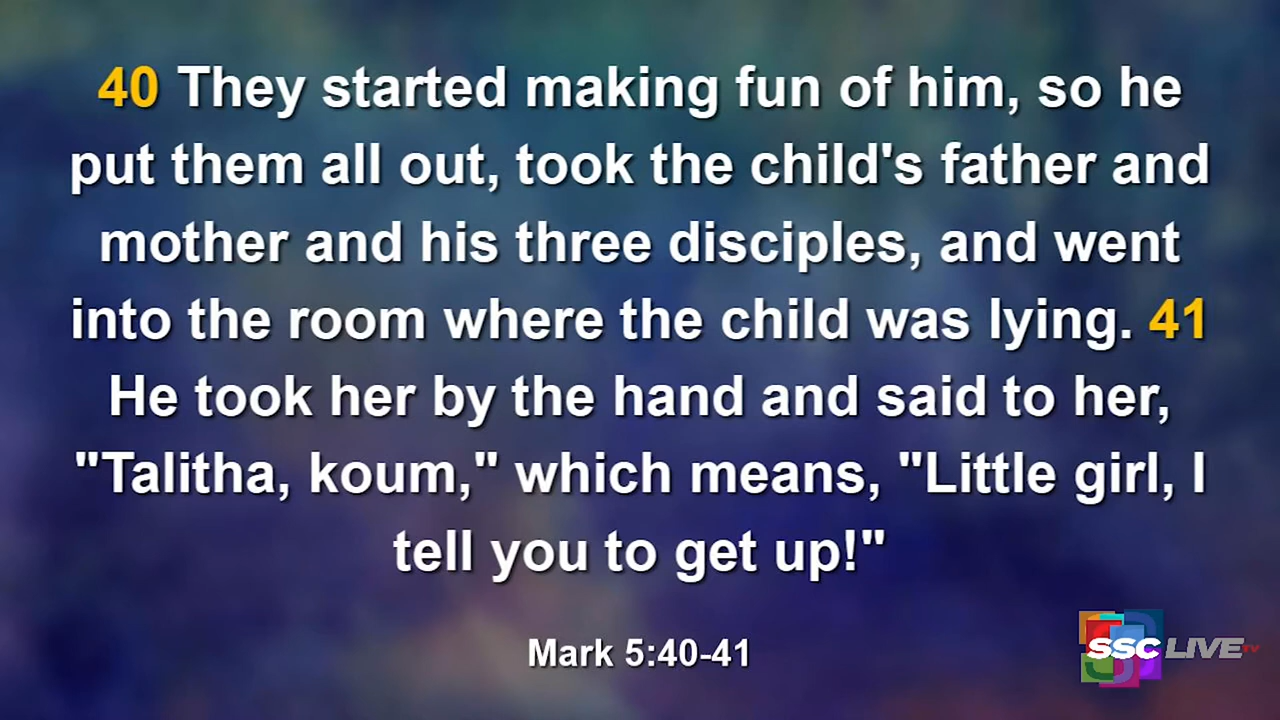 40 They started making fun of him, so he
put them all out, took the child's father and
mother and his three disciples, and went
into the room where the child was lying. 41
He took her by the hand and said to her,
"Talitha, koum," which means, "Little girl, I
tell you to get up!"
Mark 5:40-41
SSC LIVE TV